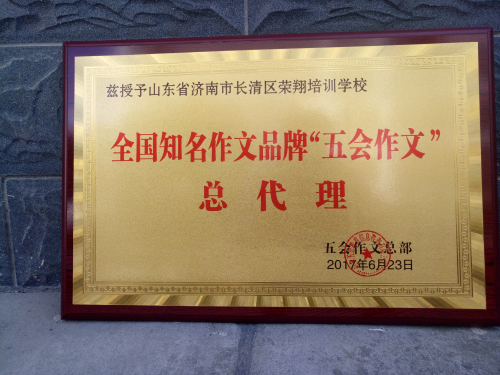 兹授予山东省济南市长清区荣翔培训学校
全国知名作文品牌“五会作文”
总代理
五会作文总部
2017年6月23日